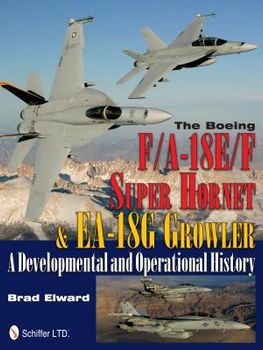 The Boeing
F/A-18E/F
SUPER HORNET
& EA-18G GROWLER
A Developmental and Operational History
Brad Elward
Schiffer LTD.